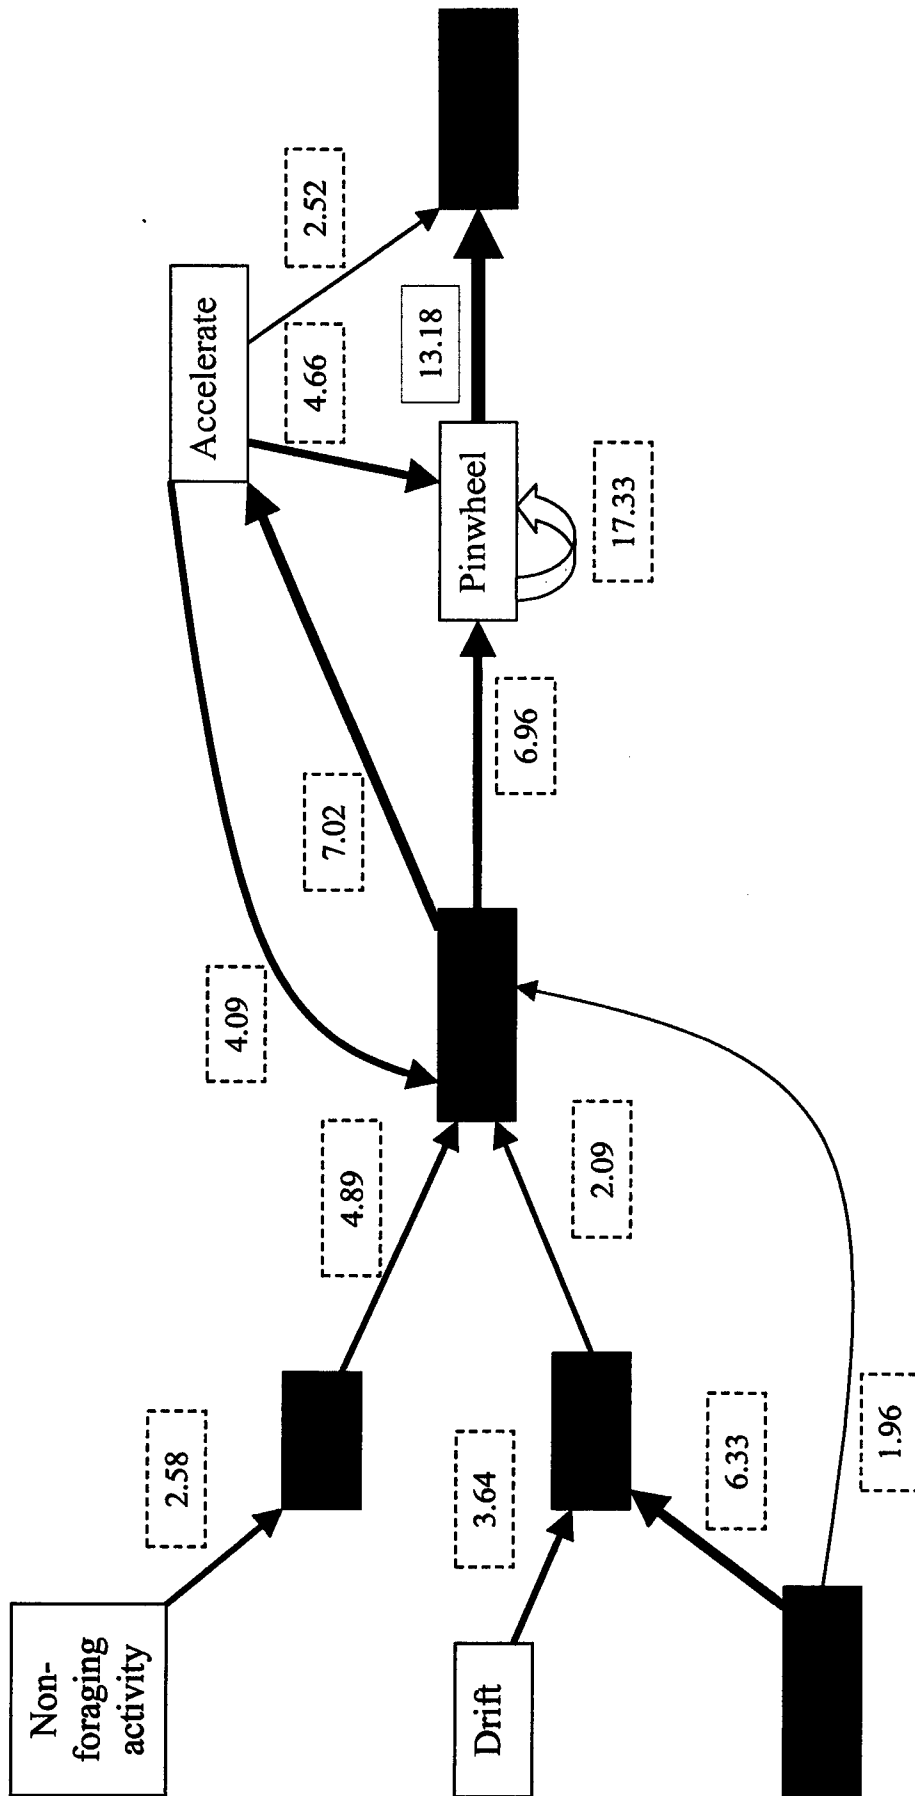 Non-
foraging
activity
2.58
4.89
Drift
3.64
2.09
6.33
1.96
4.09
7.02
6.96
Accelerate
4.66
2.52
Pinwheel
13.18
17.33